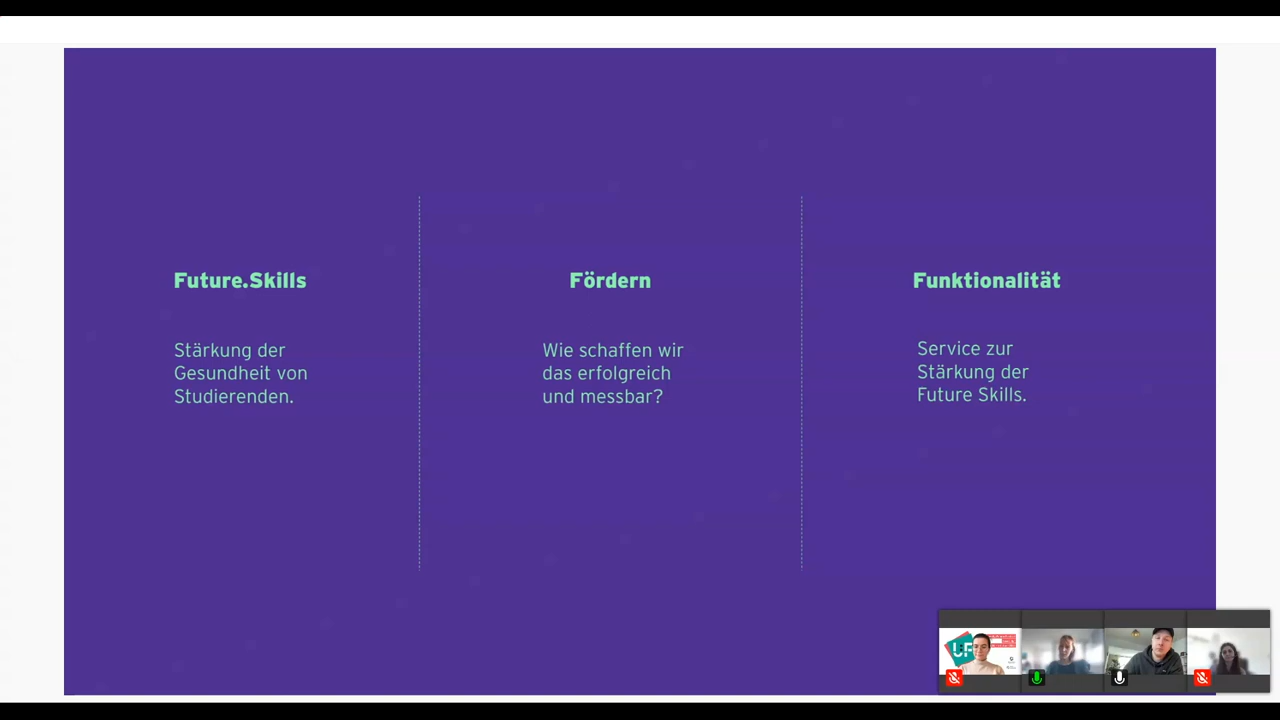 Future.Skills
Stärkung der
Gesundheit von
Studierenden.
Fördern
Wie schaffen wir
das erfolgreich
und messbar?
Funktionalität
Service zur
Stärkung der
Future Skills.